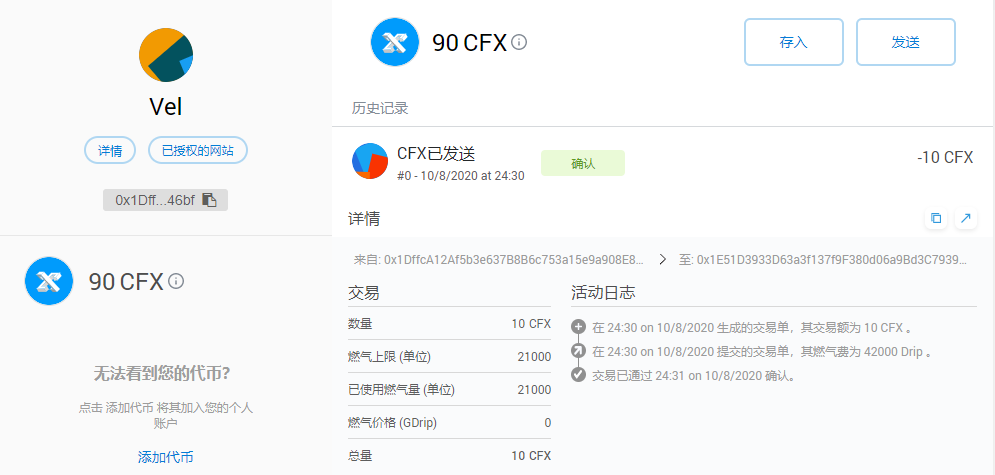 Vel
详情
已授权的网站
0x1Dff...46bf
90 CFX
无法看到您的代币?
点击 添加代币 将其加入您的个人
账户
添加代币
90 CFX
存入
发送
历史记录
CFX已发送
#0 - 10/8/2020 at 24:30
确认
-10 CFX
详情
来自: 0x1DffcA12Af5b3e637B8B6c753a15e9a908E8...
至: 0x1E51D3933D63a3f137f9F380d06a9Bd3C7939...
交易
数量 10 CFX
燃气上限 (单位) 21000
已使用燃气量 (单位) 21000
燃气价格 (GDrip) 0
总量 10 CFX
活动日志
在 24:30 on 10/8/2020 生成的交易单，其交易额为 10 CFX 。
在 24:30 on 10/8/2020 提交的交易单，其燃气费为 42000 Drip 。
交易已通过 24:31 on 10/8/2020 确认。